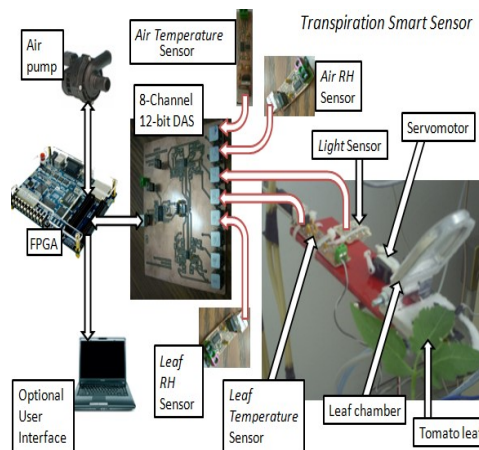 Transpiration Smart Sensor
Air
pump
Air Temperature
Sensor
8-Channel
12-bit DAS
Air RH
Sensor
Light Sensor
Servomotor
FPGA
Optional
User
Interface
Leaf
RH
Sensor
Leaf
Temperature
Sensor
Leaf chamber
Tomato leaf